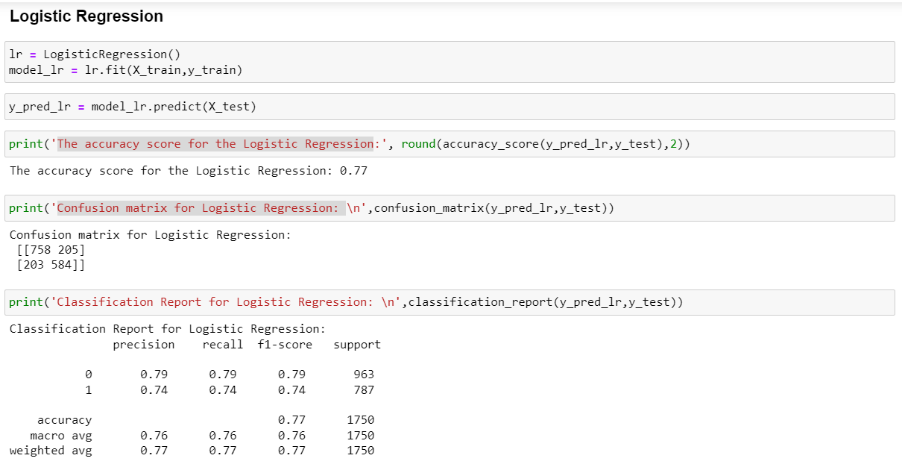 Logistic Regression
lr = LogisticRegression()
model_lr = lr.fit(X_train,y_train)
y_pred_lr = model_lr.predict(X_test)
print('The accuracy score for the Logistic Regression:', round(accuracy_score(y_pred_lr,y_test),2))
The accuracy score for the Logistic Regression: 0.77
print('Confusion matrix for Logistic Regression: \n',confusion_matrix(y_pred_lr,y_test))
Confusion matrix for Logistic Regression:
[[758 205]
[203 584]]
print('Classification Report for Logistic Regression: \n',classification_report(y_pred_lr,y_test))
Classification Report for Logistic Regression:
precision recall f1-score support
0 0.79 0.79 0.79 963
1 0.74 0.74 0.74 787
accuracy 0.77 1750
macro avg 0.76 0.76 0.76 1750
weighted avg 0.77 0.77 0.77 1750